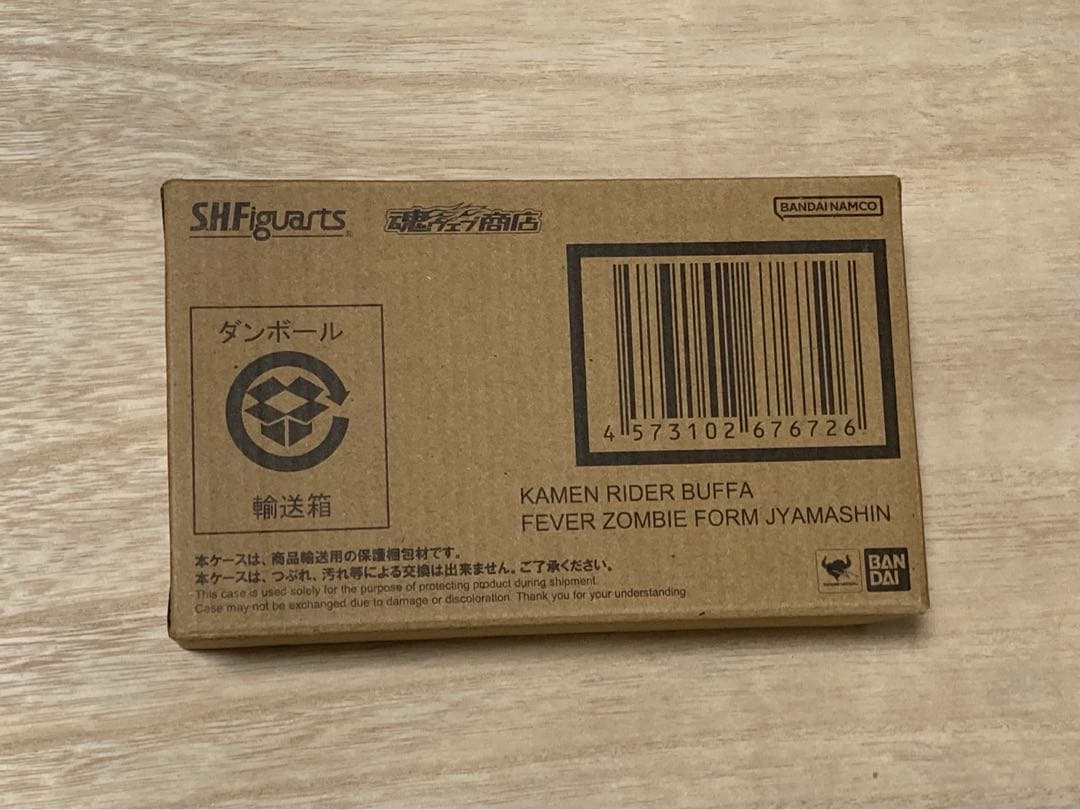 S.H.Figuarts
魂ウェブ商店
BANDAI NAMCO
ダンボール
輸送箱
4 573102 676726
KAMEN RIDER BUFFA
FEVER ZOMBIE FORM JYAMASHIN
本ケースは、商品輸送用の保護梱包材です。
本ケースは、つぶれ、汚れ等による交換は出来ません。ご了承ください。
This case is used solely for the purpose of protecting product during shipment.
Case may not be exchanged due to damage or discoloration. Thank you for your understanding
BAN
DAI